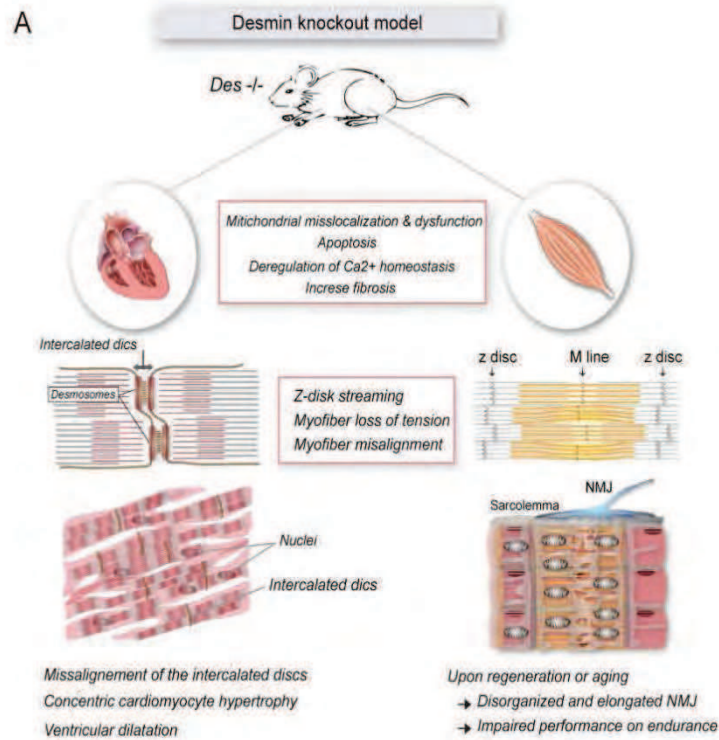 A
Desmin knockout model
Des -/-
Mitichondrial misslocalization & dysfunction
Apoptosis
Deregulation of Ca2+ homeostasis
Increse fibrosis
Intercalated dics
Desmosomes
z disc
M line
z disc
Z-disk streaming
Myofiber loss of tension
Myofiber misalignment
NMJ
Sarcolemma
Nuclei
Intercalated dics
Missalignement of the intercalated discs
Concentric cardiomyocyte hypertrophy
Ventricular dilatation
Upon regeneration or aging
→ Disorganized and elongated NMJ
→ Impaired performance on endurance